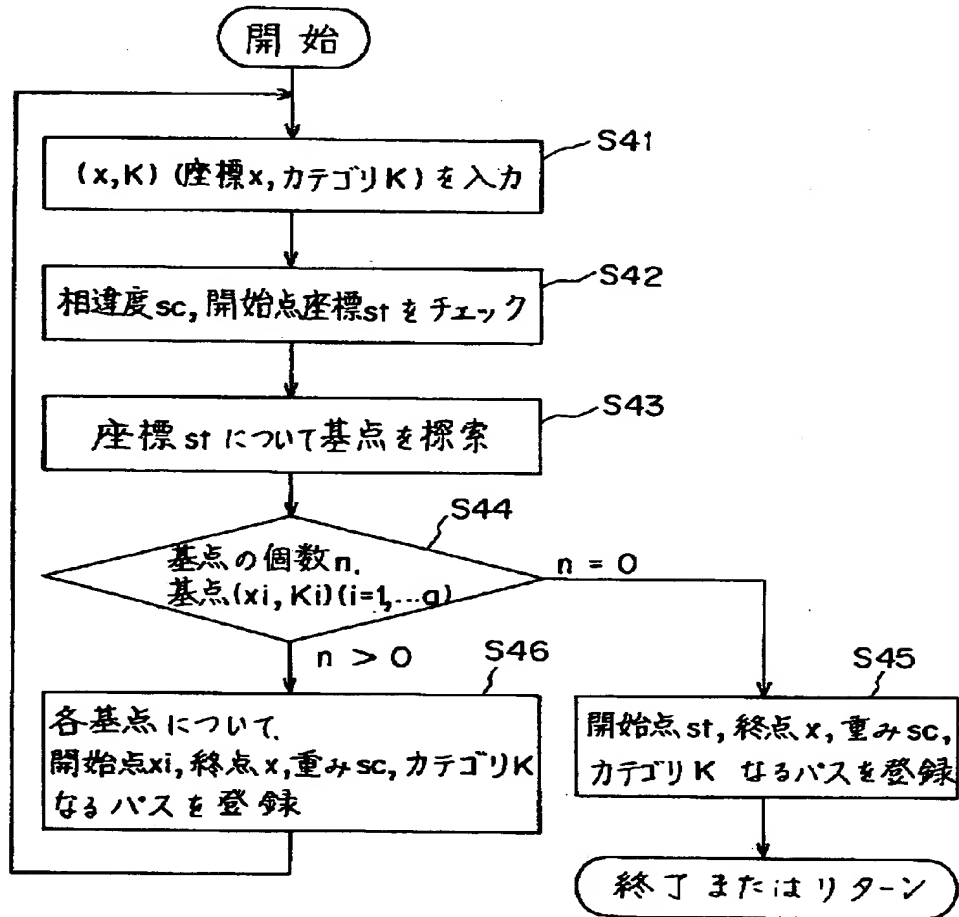 開始
S41
(x,K) (座標x,カテゴリK)を入力
S42
相違度sc,開始点座標stをチェック
S43
座標stについて基点を探索
S44
基点の個数n.
基点(xi, Ki)(i=1,...a)
n = 0
n > 0
S46
各基点について.
開始点xi,終点x,重みsc,カテゴリK
なるパスを登録
S45
開始点st,終点x,重みsc,
カテゴリK なるパスを登録
終了またはリターン